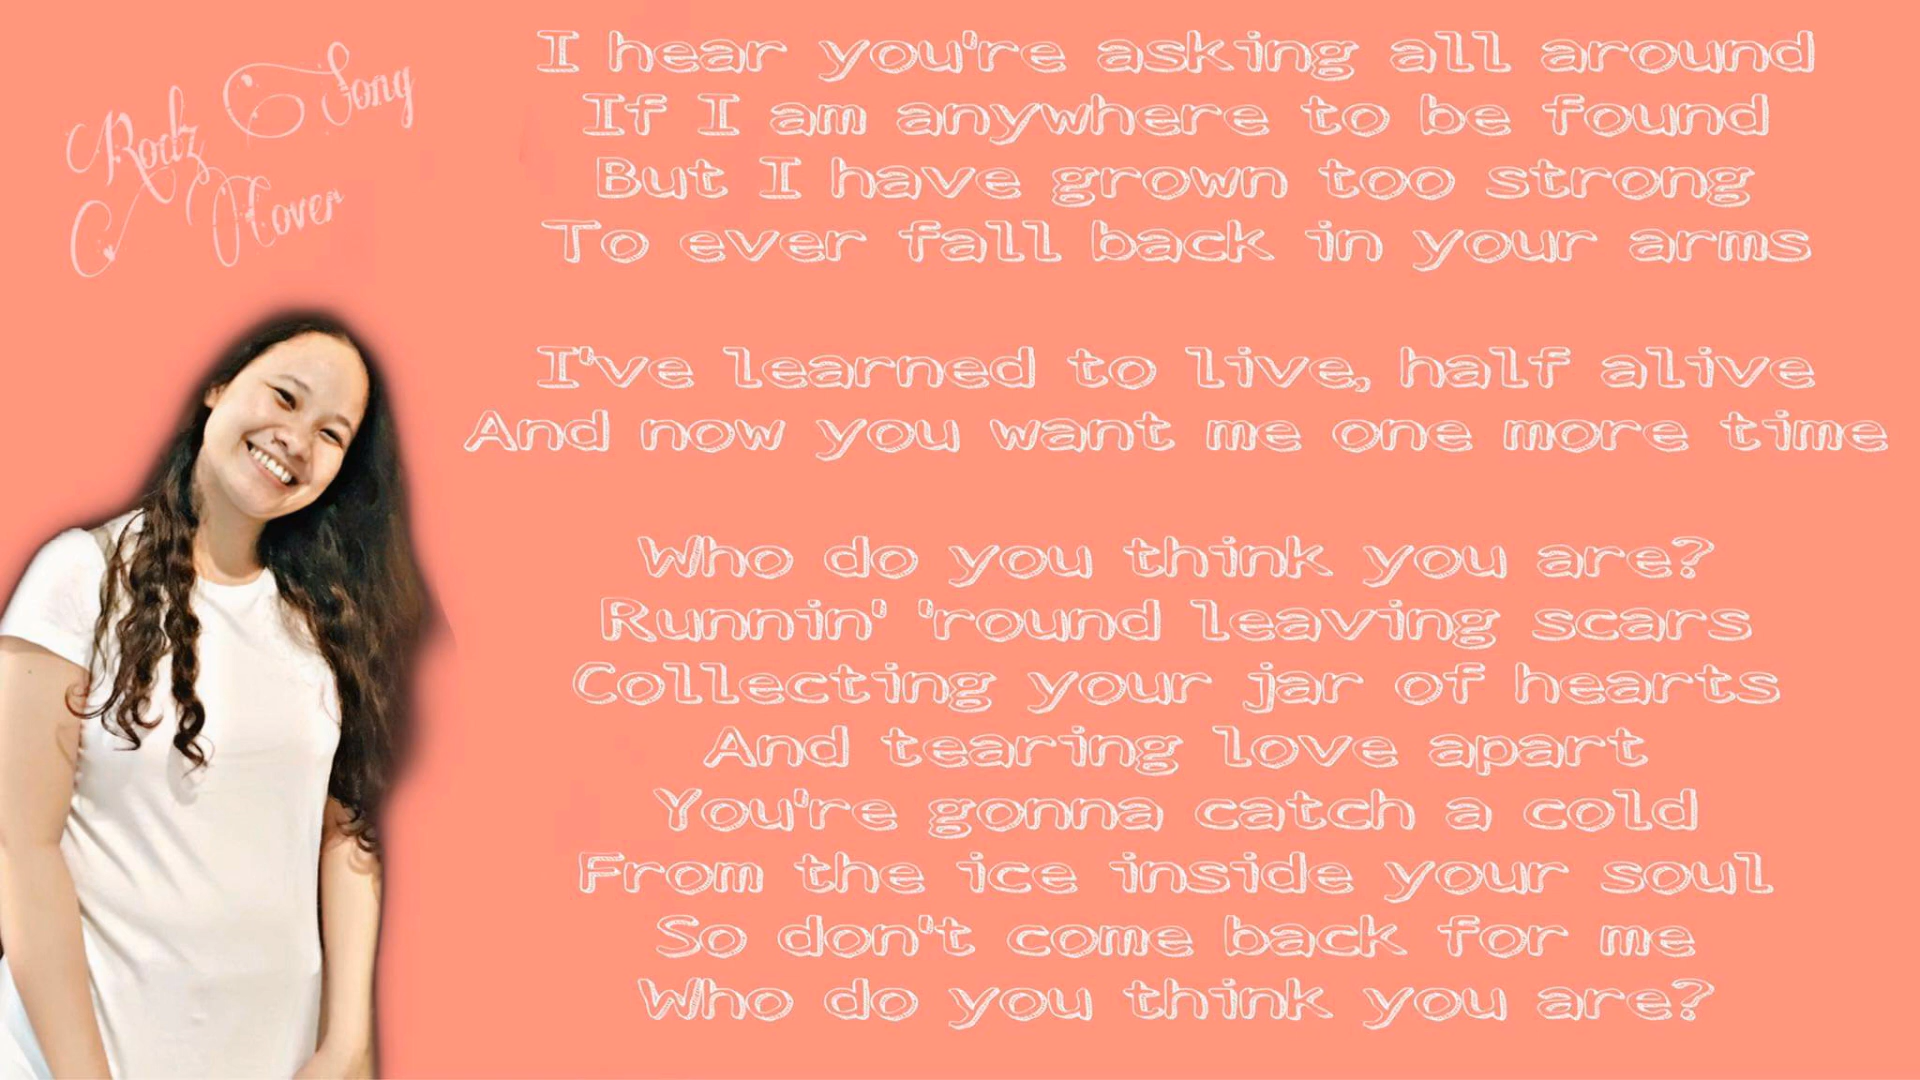 Rodz Song
Cover
I hear you're asking all around
If I am anywhere to be found
But I have grown too strong
To ever fall back in your arms
I've learned to live, half alive
And now you want me one more time
Who do you think you are?
Runnin' 'round leaving scars
Collecting your jar of hearts
And tearing love apart
You're gonna catch a cold
From the ice inside your soul
So don't come back for me
Who do you think you are?